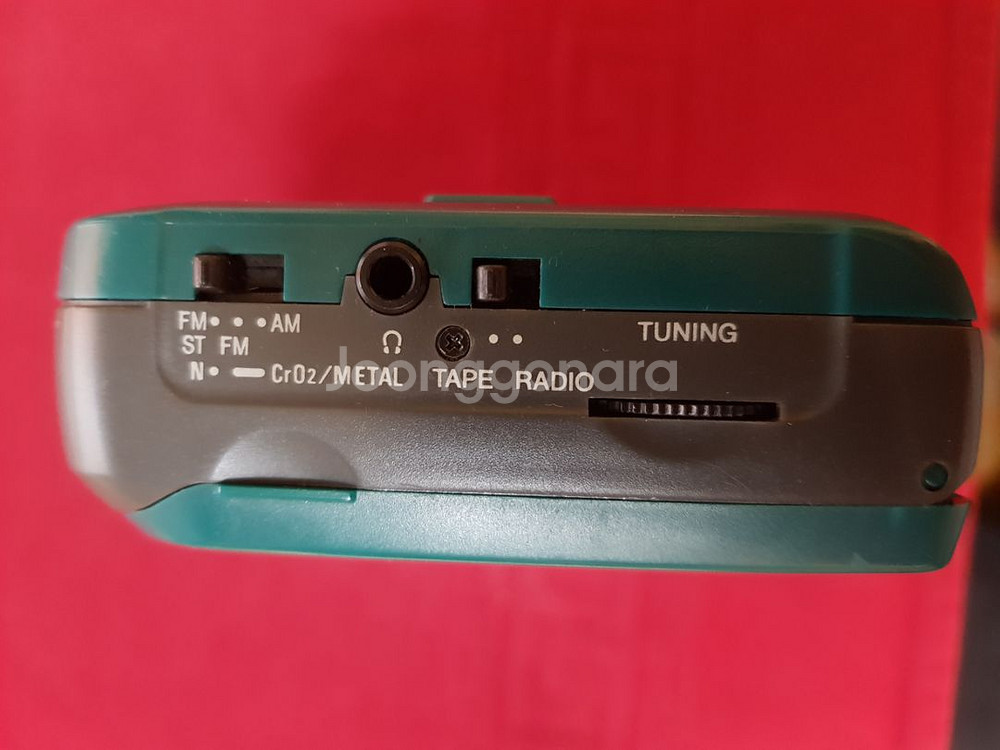 FM • • • AM
ST FM
N • CrO2/METAL
TAPE RADIO
TUNING
Joonggonara